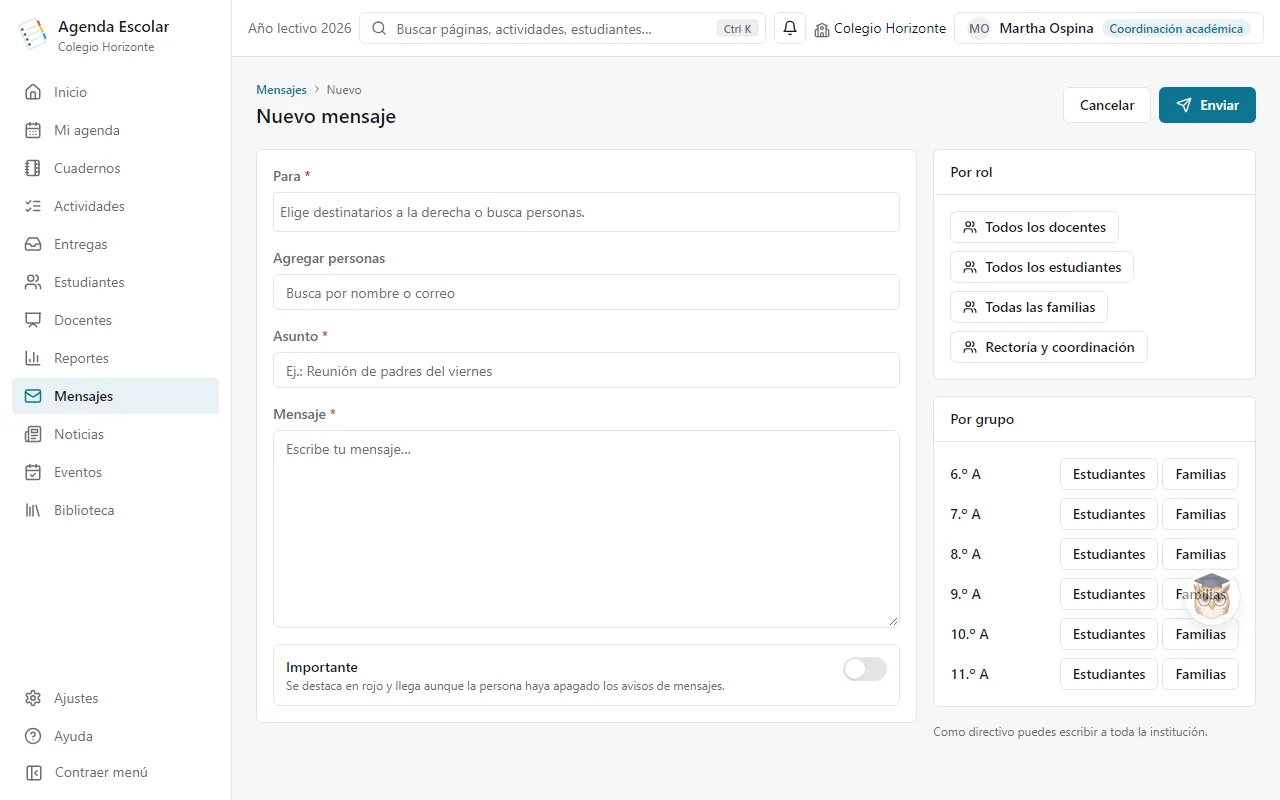 Agenda Escolar
Colegio Horizonte
Inicio
Mi agenda
Cuadernos
Actividades
Entregas
Estudiantes
Docentes
Reportes
Mensajes
Noticias
Eventos
Biblioteca
Ajustes
Ayuda
Contraer menú
Año lectivo 2026
Buscar páginas, actividades, estudiantes...
Ctrl K
Colegio Horizonte
MO
Martha Ospina
Coordinación académica
Mensajes > Nuevo
Nuevo mensaje
Cancelar
Enviar
Para *
Elige destinatarios a la derecha o busca personas.
Agregar personas
Busca por nombre o correo
Asunto *
Ej.: Reunión de padres del viernes
Mensaje *
Escribe tu mensaje...
Importante
Se destaca en rojo y llega aunque la persona haya apagado los avisos de mensajes.
Por rol
Todos los docentes
Todos los estudiantes
Todas las familias
Rectoría y coordinación
Por grupo
6.º A Estudiantes Familias
7.º A Estudiantes Familias
8.º A Estudiantes Familias
9.º A Estudiantes Familias
10.º A Estudiantes Familias
11.º A Estudiantes Familias
Como directivo puedes escribir a toda la institución.